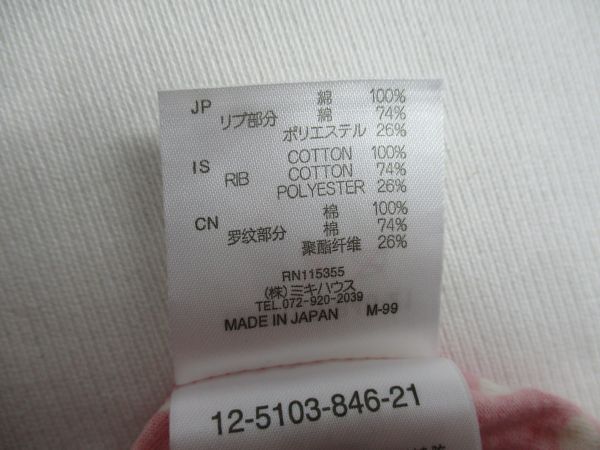 JP 綿 100%
リブ部分 綿 74%
ポリエステル 26%
IS COTTON 100%
RIB COTTON 74%
POLYESTER 26%
CN 棉 100%
罗纹部分 棉 74%
聚酯纤维 26%
RN115355
(株)ミキハウス
TEL.072-920-2039
MADE IN JAPAN M-99
12-5103-846-21